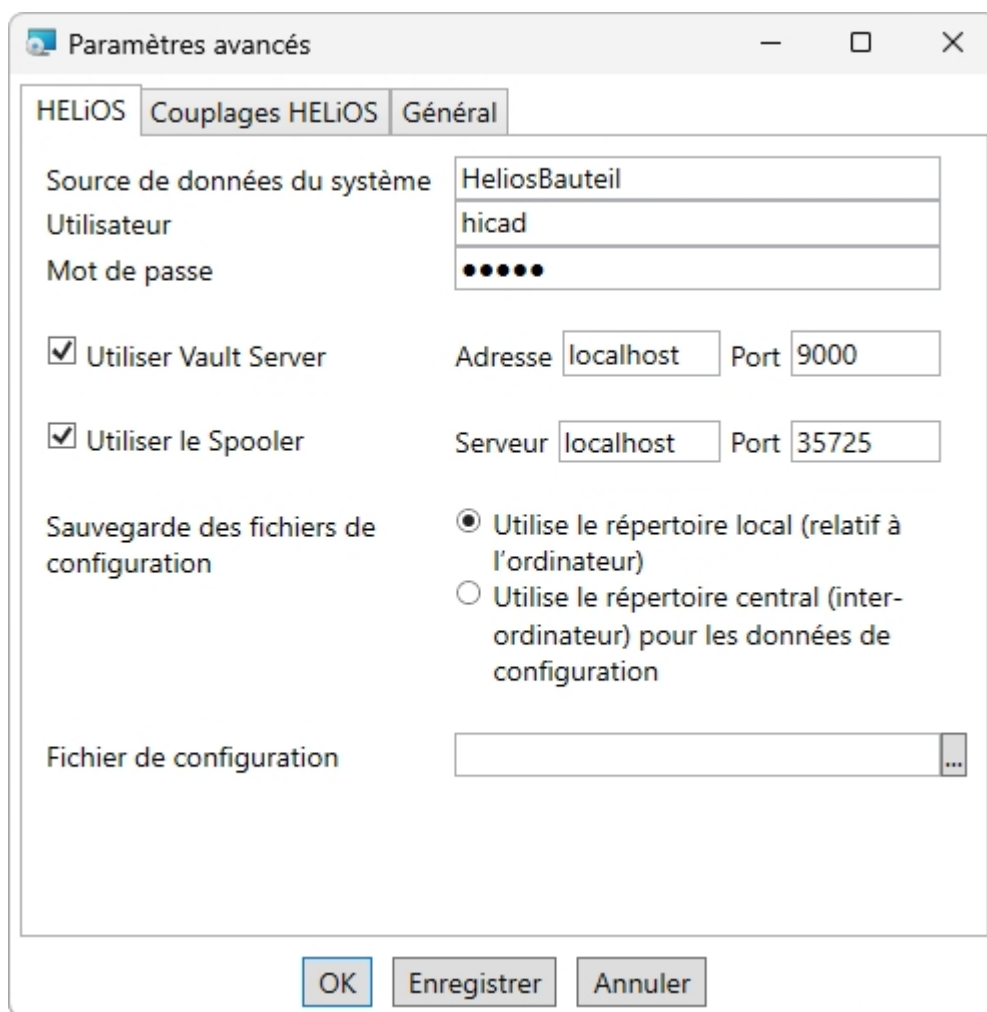 Paramètres avancés
HELiOS Couplages HELiOS Général
Source de données du système HeliosBauteil
Utilisateur hicad
Mot de passe ●●●●●
Utiliser Vault Server Adresse localhost Port 9000
Utiliser le Spooler Serveur localhost Port 35725
Sauvegarde des fichiers de
configuration
Utilise le répertoire local (relatif à
l'ordinateur)
Utilise le répertoire central (inter-
ordinateur) pour les données de
configuration
Fichier de configuration ...
OK Enregistrer Annuler